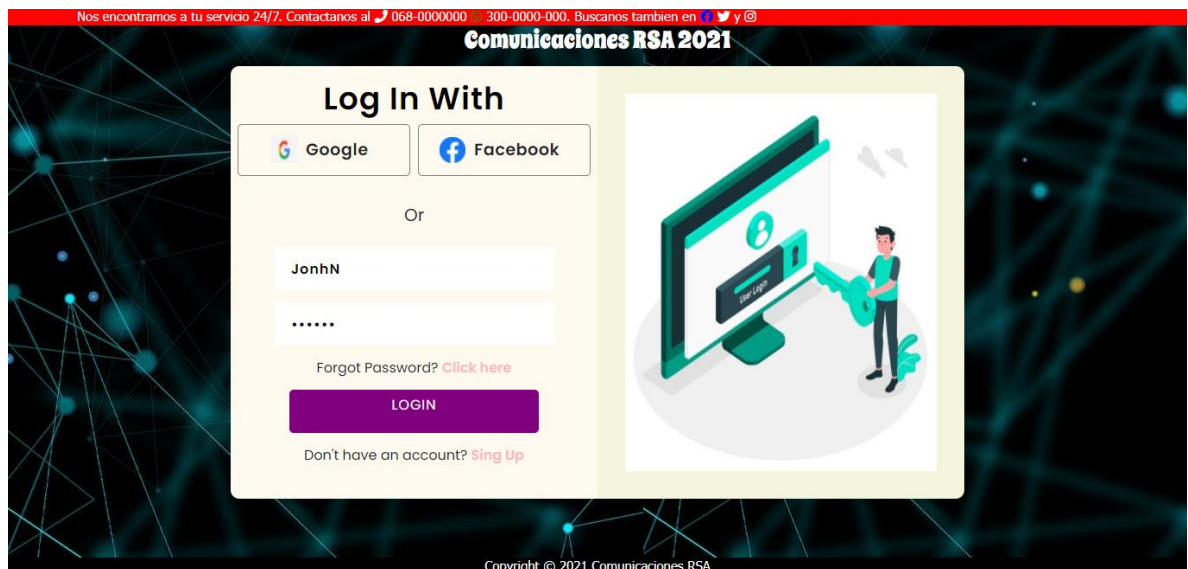 Nos encontramos a tu servicio 24/7. Contactanos al 068-0000000 300-0000-000. Buscanos tambien en y
Comunicaciones RSA 2021
Log In With
Google Facebook
Or
JonhN
••••••
Forgot Password? Click here
LOGIN
Don't have an account? Sing Up
User Login
Copyright © 2021 Comunicaciones RSA